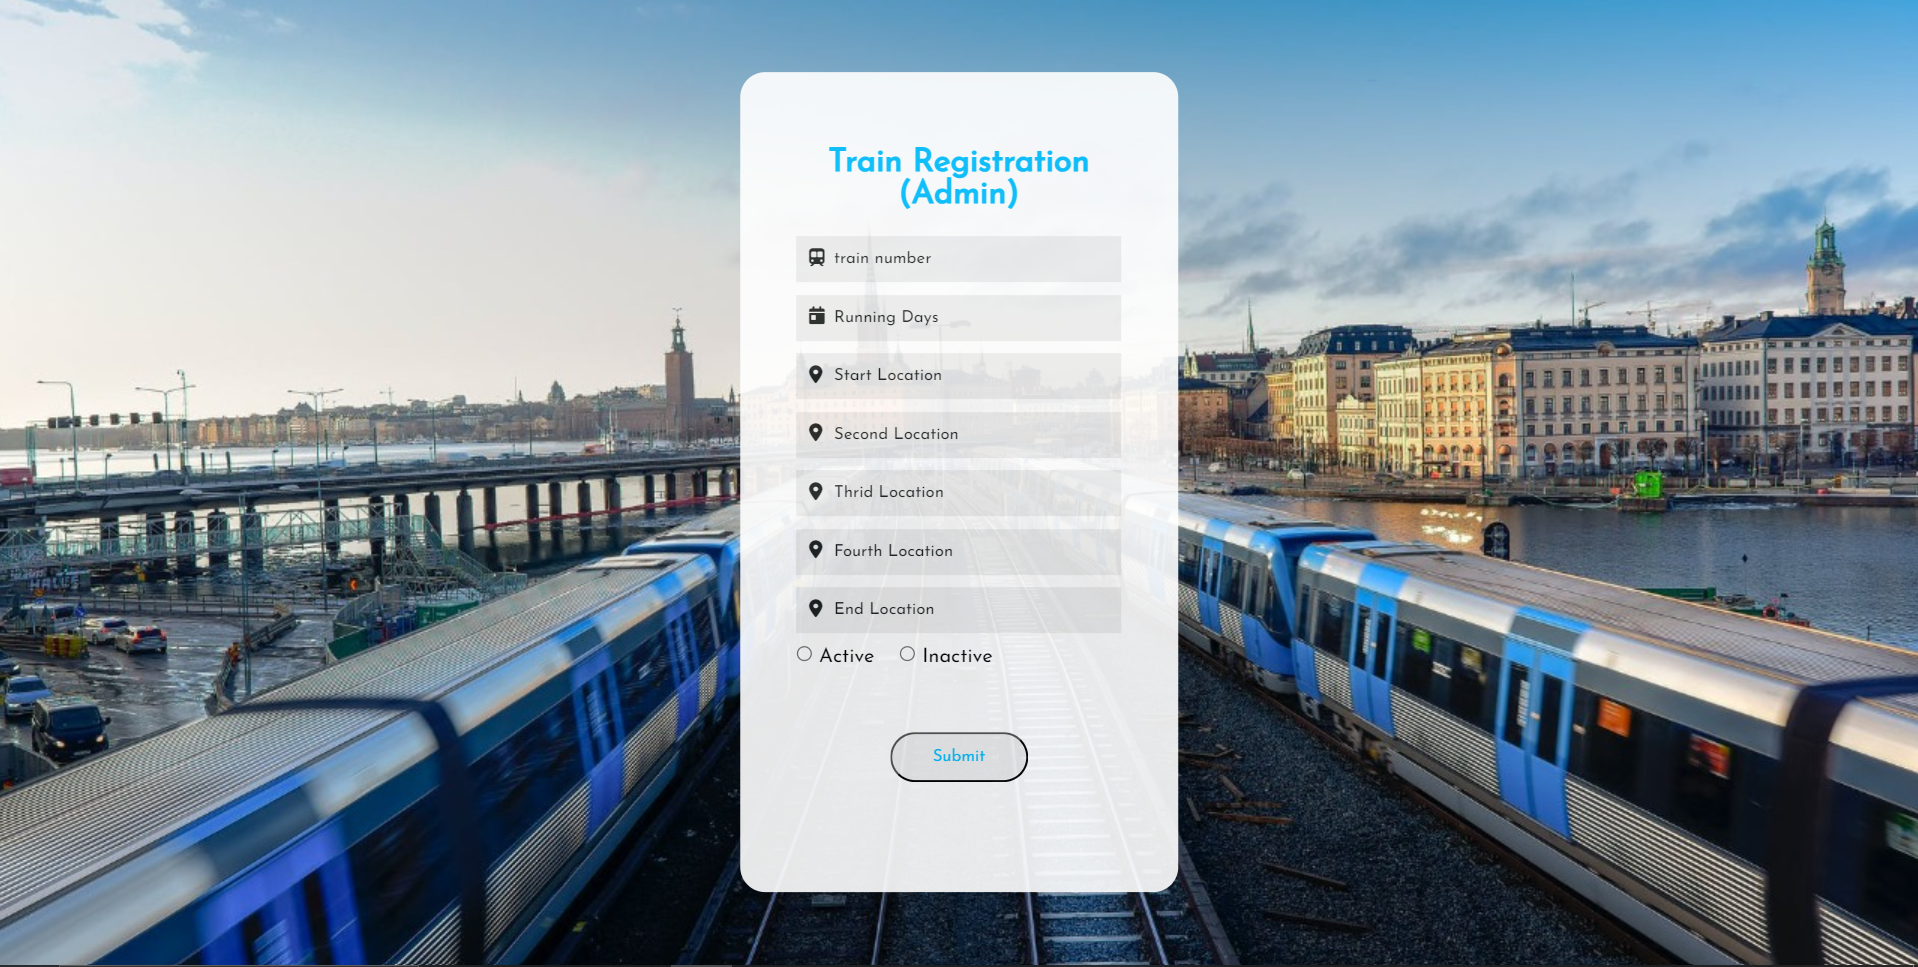 Train Registration
(Admin)
train number
Running Days
Start Location
Second Location
Thrid Location
Fourth Location
End Location
Active Inactive
Submit